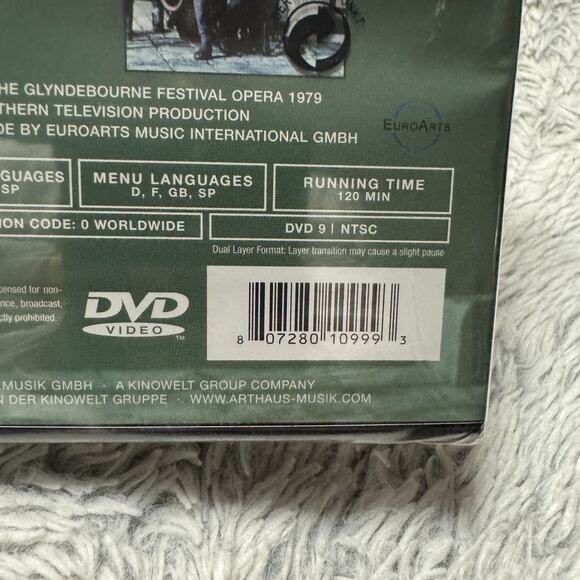 HE GLYNDEBOURNE FESTIVAL OPERA 1979
THERN TELEVISION PRODUCTION
DE BY EUROARTS MUSIC INTERNATIONAL GMBH
EUROARTS
GUAGES
SP
MENU LANGUAGES
D, F, GB, SP
RUNNING TIME
120 MIN
ION CODE: 0 WORLDWIDE
DVD 9 | NTSC
Dual Layer Format: Layer transition may cause a slight pause
censed for non-
nce, broadcast,
ctly prohibited.
DVD
VIDEO
TM
8 07280 10999 3
MUSIK GMBH · A KINOWELT GROUP COMPANY
N DER KINOWELT GRUPPE · WWW.ARTHAUS-MUSIK.COM